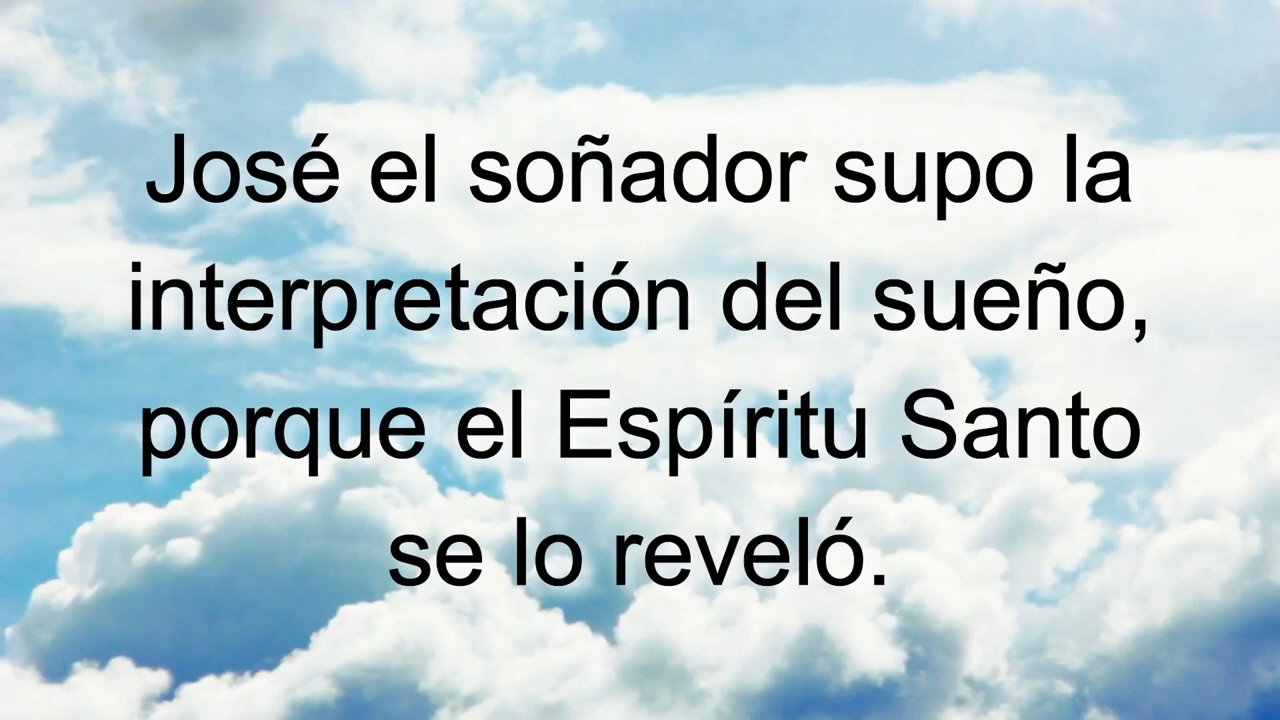 José el soñador supo la
interpretación del sueño,
porque el Espíritu Santo
se lo reveló.